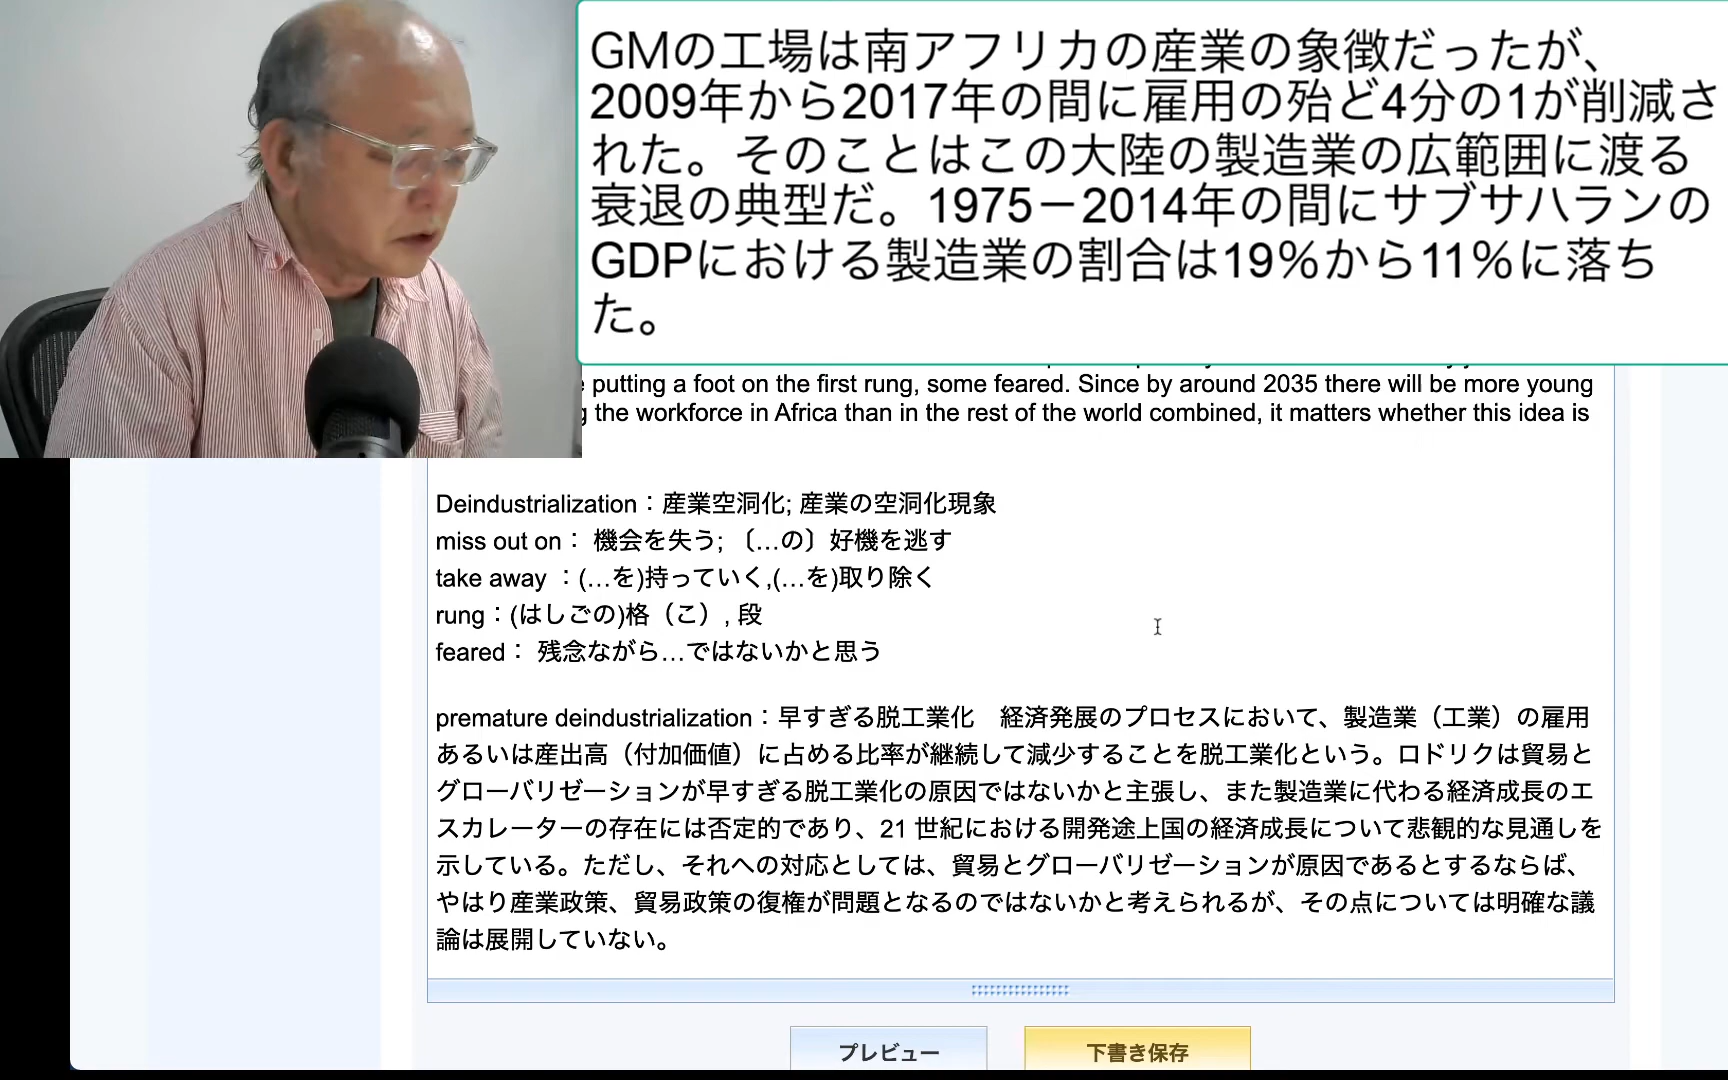 GMの工場は南アフリカの産業の象徴だったが、
2009年から2017年の間に雇用の殆ど4分の1が削減さ
れた。そのことはこの大陸の製造業の広範囲に渡る
衰退の典型だ。1975－2014年の間にサブサハランの
GDPにおける製造業の割合は19％から11％に落ち
た。
putting a foot on the first rung, some feared. Since by around 2035 there will be more young
the workforce in Africa than in the rest of the world combined, it matters whether this idea is
Deindustrialization：産業空洞化; 産業の空洞化現象
miss out on： 機会を失う; 〔…の〕好機を逃す
take away ：(…を)持っていく,(…を)取り除く
rung：(はしごの)格（こ）, 段
feared： 残念ながら…ではないかと思う
premature deindustrialization：早すぎる脱工業化　経済発展のプロセスにおいて、製造業（工業）の雇用
あるいは産出高（付加価値）に占める比率が継続して減少することを脱工業化という。ロドリクは貿易と
グローバリゼーションが早すぎる脱工業化の原因ではないかと主張し、また製造業に代わる経済成長のエ
スカレーターの存在には否定的であり、21 世紀における開発途上国の経済成長について悲観的な見通しを
示している。ただし、それへの対応としては、貿易とグローバリゼーションが原因であるとするならば、
やはり産業政策、貿易政策の復権が問題となるのではないかと考えられるが、その点については明確な議
論は展開していない。
プレビュー
下書き保存